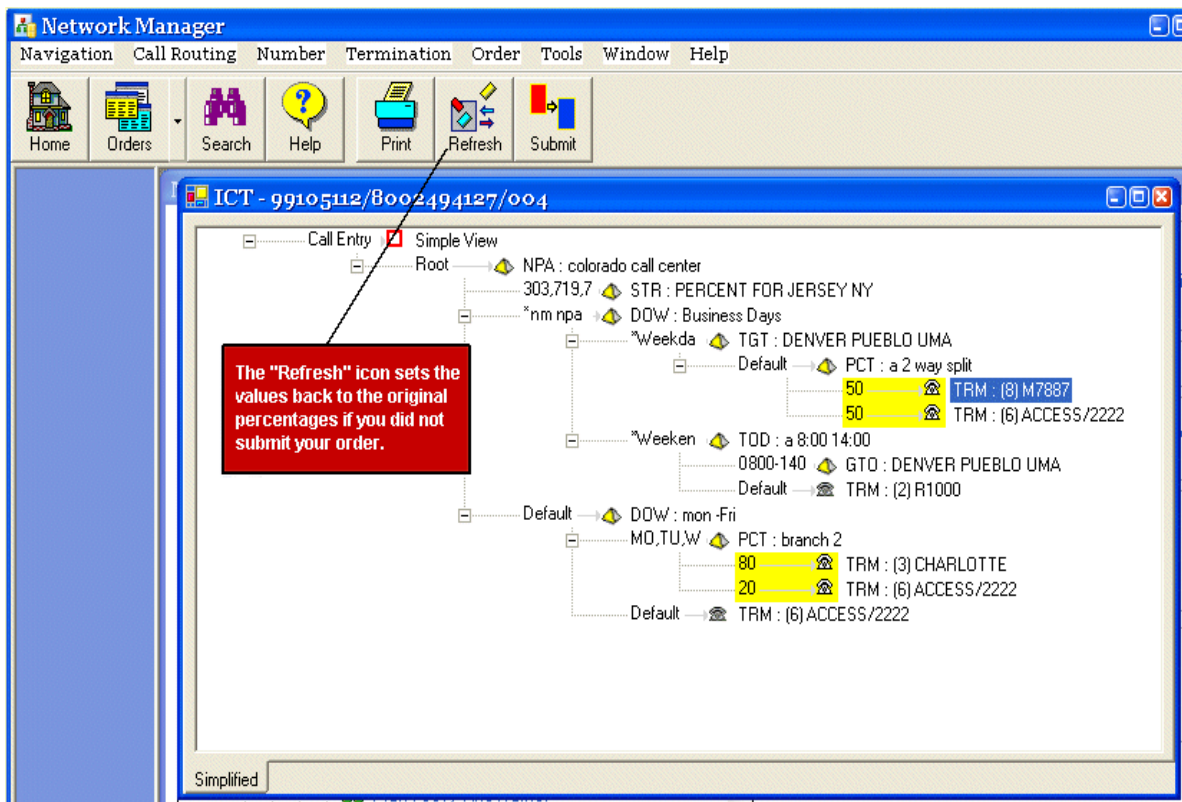 Network Manager
Navigation Call Routing Number Termination Order Tools Window Help
Home Orders Search Help Print Refresh Submit
ICT - 99105112/8002494127/004
Call Entry Simple View
Root NPA : colorado call center
303,719,7 STR : PERCENT FOR JERSEY NY
*nm npa DOW : Business Days
*Weekda TGT : DENVER PUEBLO UMA
Default PCT : a 2 way split
50 TRM : (8) M7887
50 TRM : (6) ACCESS/2222
*Weeken TOD : a 8:00 14:00
0800-140 GTO : DENVER PUEBLO UMA
Default TRM : (2) R1000
Default DOW : mon -Fri
MO,TU,W PCT : branch 2
80 TRM : (3) CHARLOTTE
20 TRM : (6) ACCESS/2222
Default TRM : (6) ACCESS/2222
The "Refresh" icon sets the
values back to the original
percentages if you did not
submit your order.
Simplified